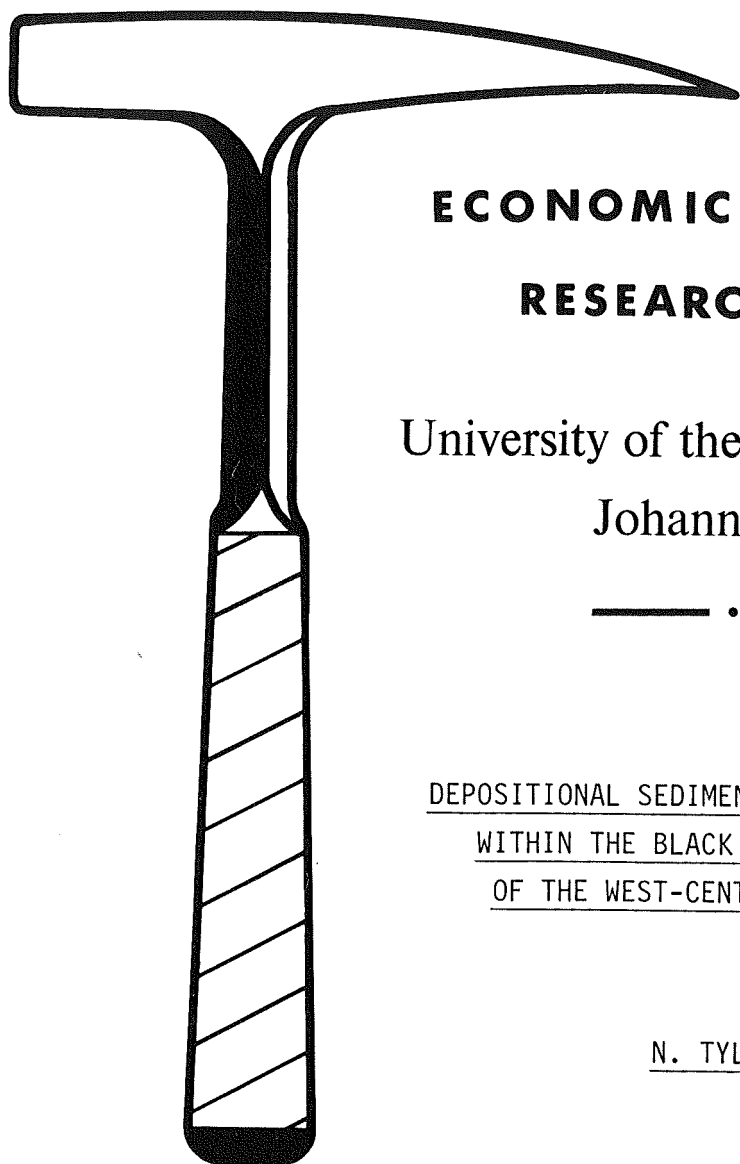 ECONOMIC
RESEARC
University of the
Johann
DEPOSITIONAL SEDIMEN
WITHIN THE BLACK
OF THE WEST-CENT
N. TYL